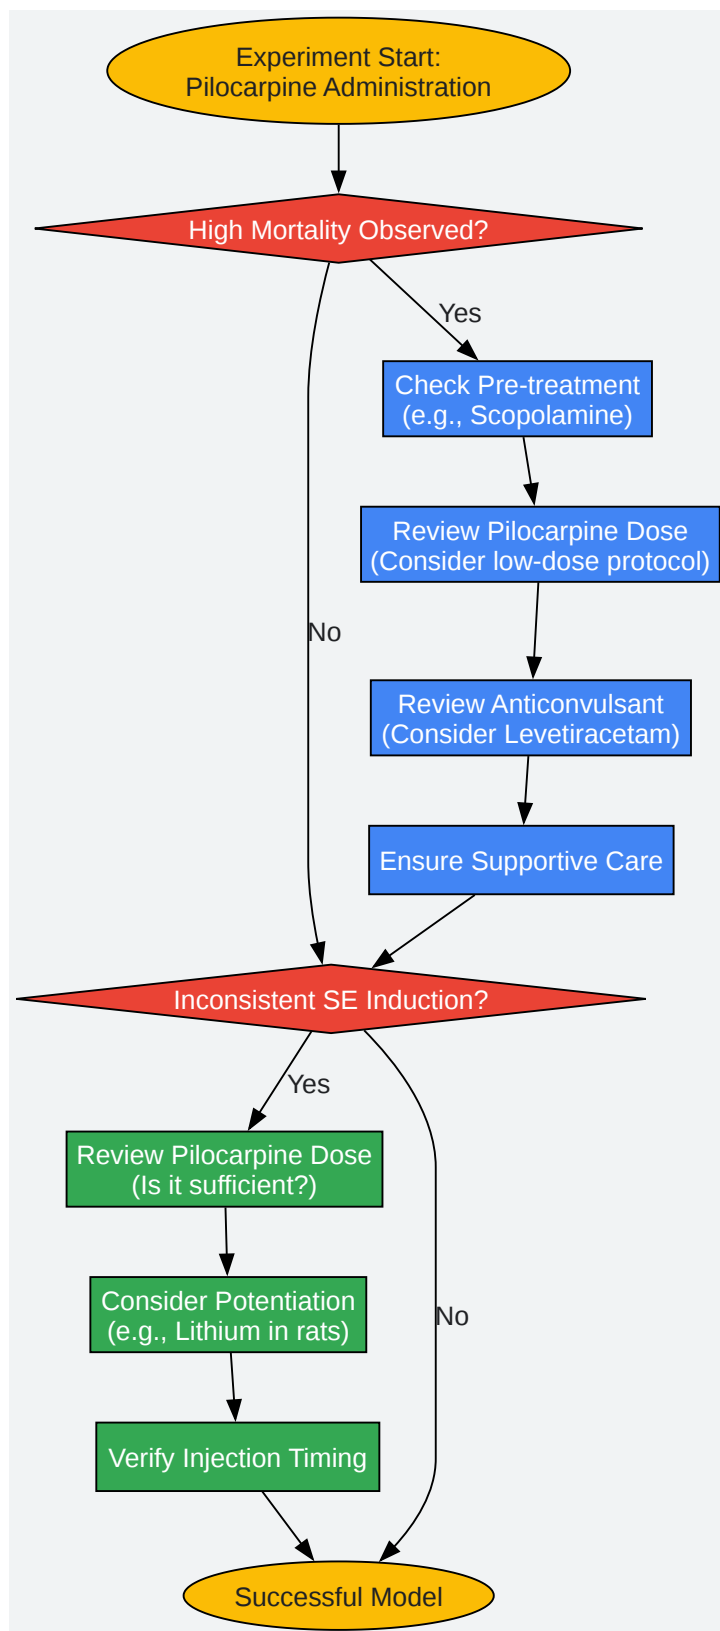 Experiment Start:
Pilocarpine Administration
High Mortality Observed?
Yes
Check Pre-treatment
(e.g., Scopolamine)
Review Pilocarpine Dose
(Consider low-dose protocol)
No
Review Anticonvulsant
(Consider Levetiracetam)
Ensure Supportive Care
Inconsistent SE Induction?
Yes
Review Pilocarpine Dose
(Is it sufficient?)
Consider Potentiation
(e.g., Lithium in rats)
No
Verify Injection Timing
Successful Model